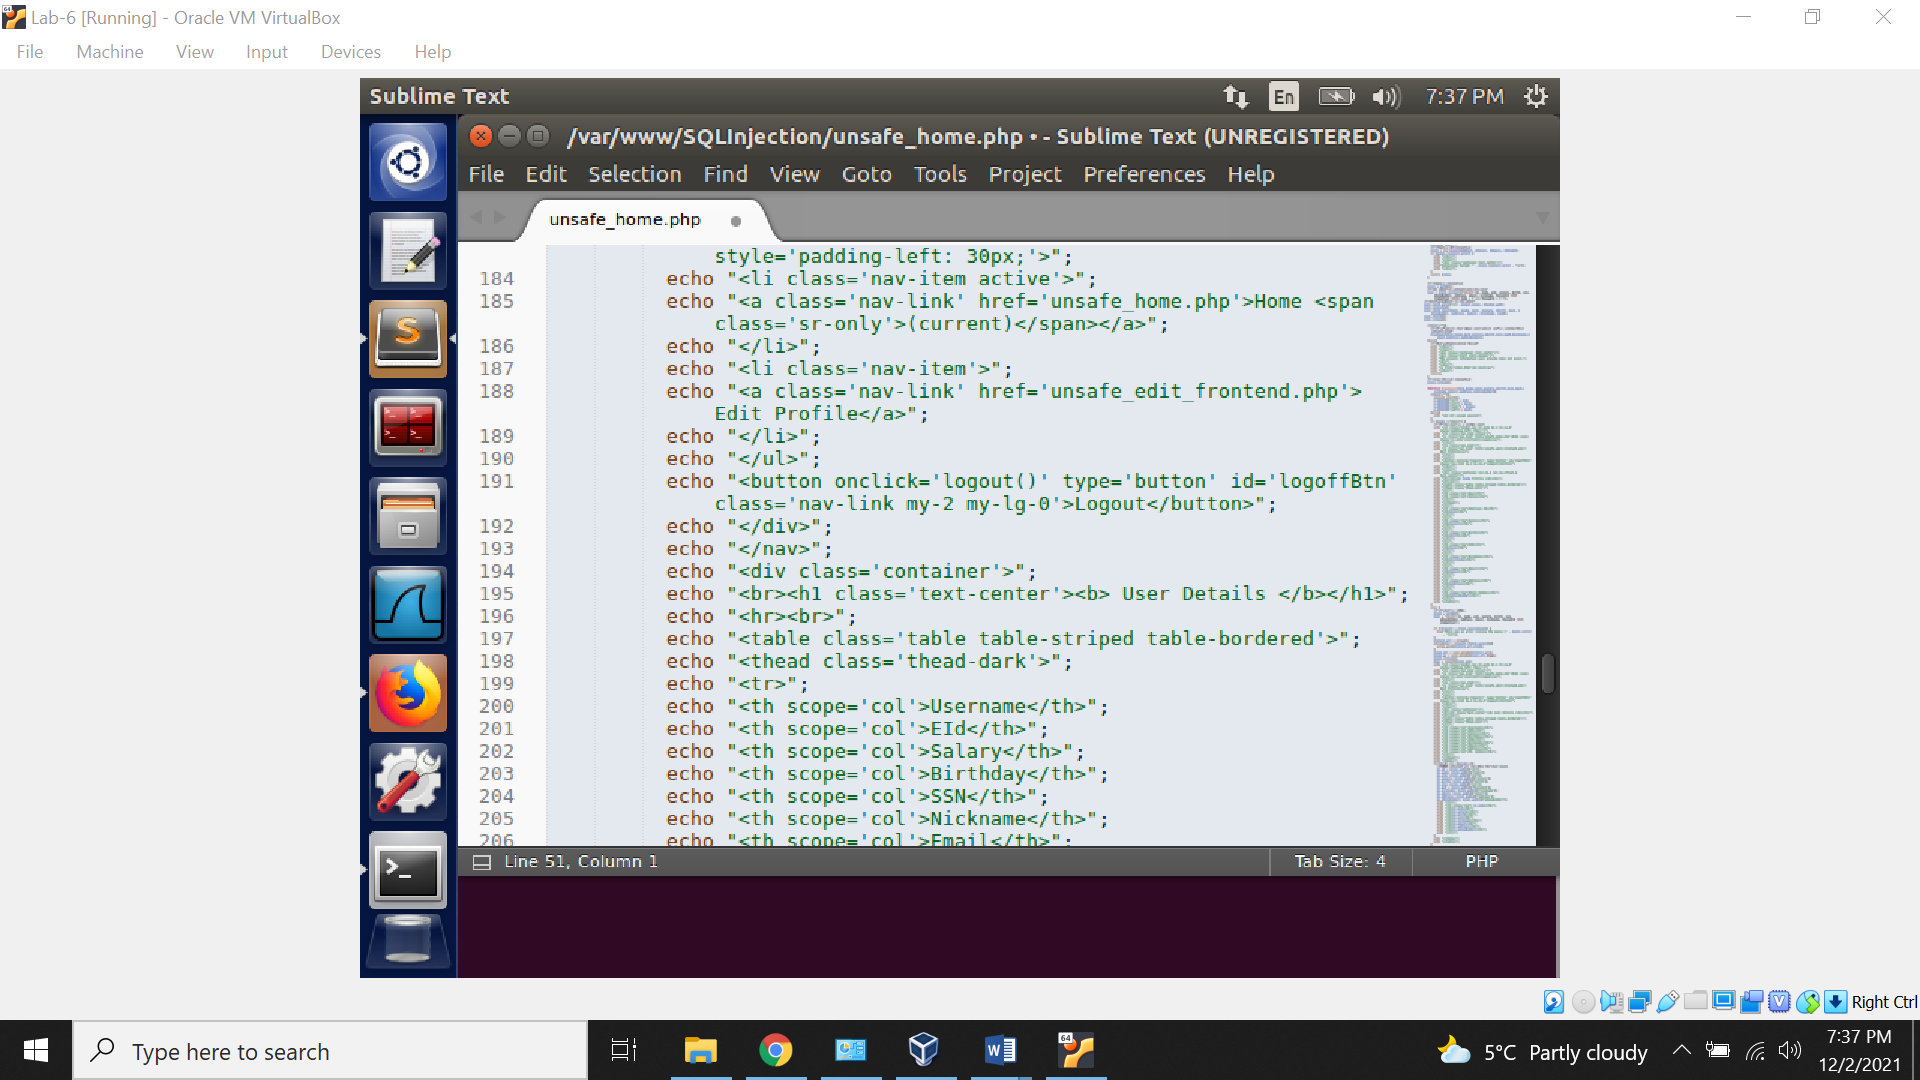 Lab-6 [Running] - Oracle VM VirtualBox
File Machine View Input Devices Help
Sublime Text
En
7:37 PM
/var/www/SQLInjection/unsafe_home.php • - Sublime Text (UNREGISTERED)
File Edit Selection Find View Goto Tools Project Preferences Help
unsafe_home.php
style='padding-left: 30px;'>";
184 echo "<li class='nav-item active'>";
185 echo "<a class='nav-link' href='unsafe_home.php'>Home <span
class='sr-only'>(current)</span></a>";
186 echo "</li>";
187 echo "<li class='nav-item'>";
188 echo "<a class='nav-link' href='unsafe_edit_frontend.php'>
Edit Profile</a>";
189 echo "</li>";
190 echo "</ul>";
191 echo "<button onclick='logout()' type='button' id='logoffBtn'
class='nav-link my-2 my-lg-0'>Logout</button>";
192 echo "</div>";
193 echo "</nav>";
194 echo "<div class='container'>";
195 echo "<br><h1 class='text-center'><b> User Details </b></h1>";
196 echo "<hr><br>";
197 echo "<table class='table table-striped table-bordered'>";
198 echo "<thead class='thead-dark'>";
199 echo "<tr>";
200 echo "<th scope='col'>Username</th>";
201 echo "<th scope='col'>EId</th>";
202 echo "<th scope='col'>Salary</th>";
203 echo "<th scope='col'>Birthday</th>";
204 echo "<th scope='col'>SSN</th>";
205 echo "<th scope='col'>Nickname</th>";
206 echo "<th scope='col'>Email</th>";
Line 51, Column 1
Tab Size: 4
PHP
Right Ctrl
Type here to search
64
5°C Partly cloudy
7:37 PM
12/2/2021